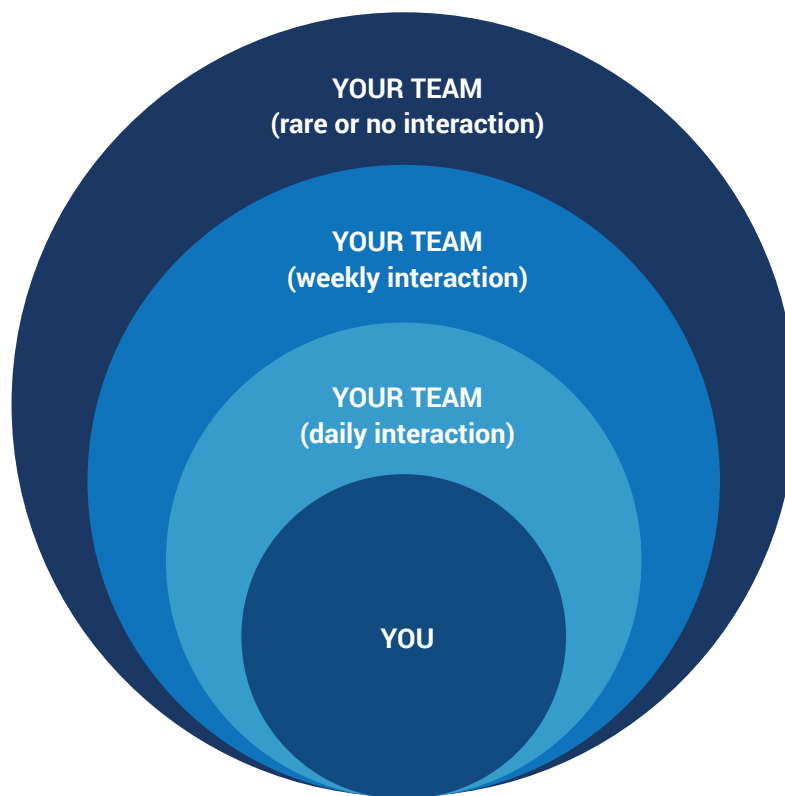 YOUR TEAM
(rare or no interaction)
YOUR TEAM
(weekly interaction)
YOUR TEAM
(daily interaction)
YOU